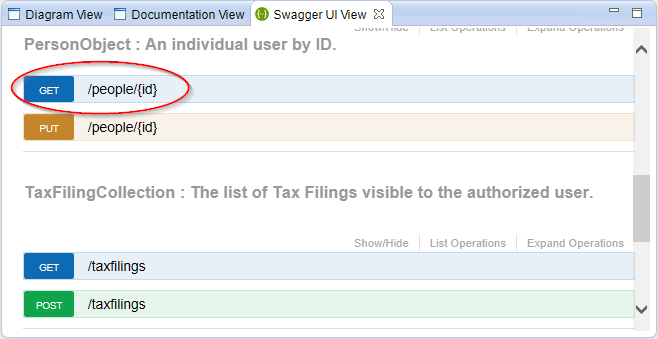 Diagram View Documentation View Swagger UI View
Show/Hide List Operations Expand Operations
PersonObject : An individual user by ID.
GET /people/{id}
PUT /people/{id}
TaxFilingCollection : The list of Tax Filings visible to the authorized user.
Show/Hide List Operations Expand Operations
GET /taxfilings
POST /taxfilings